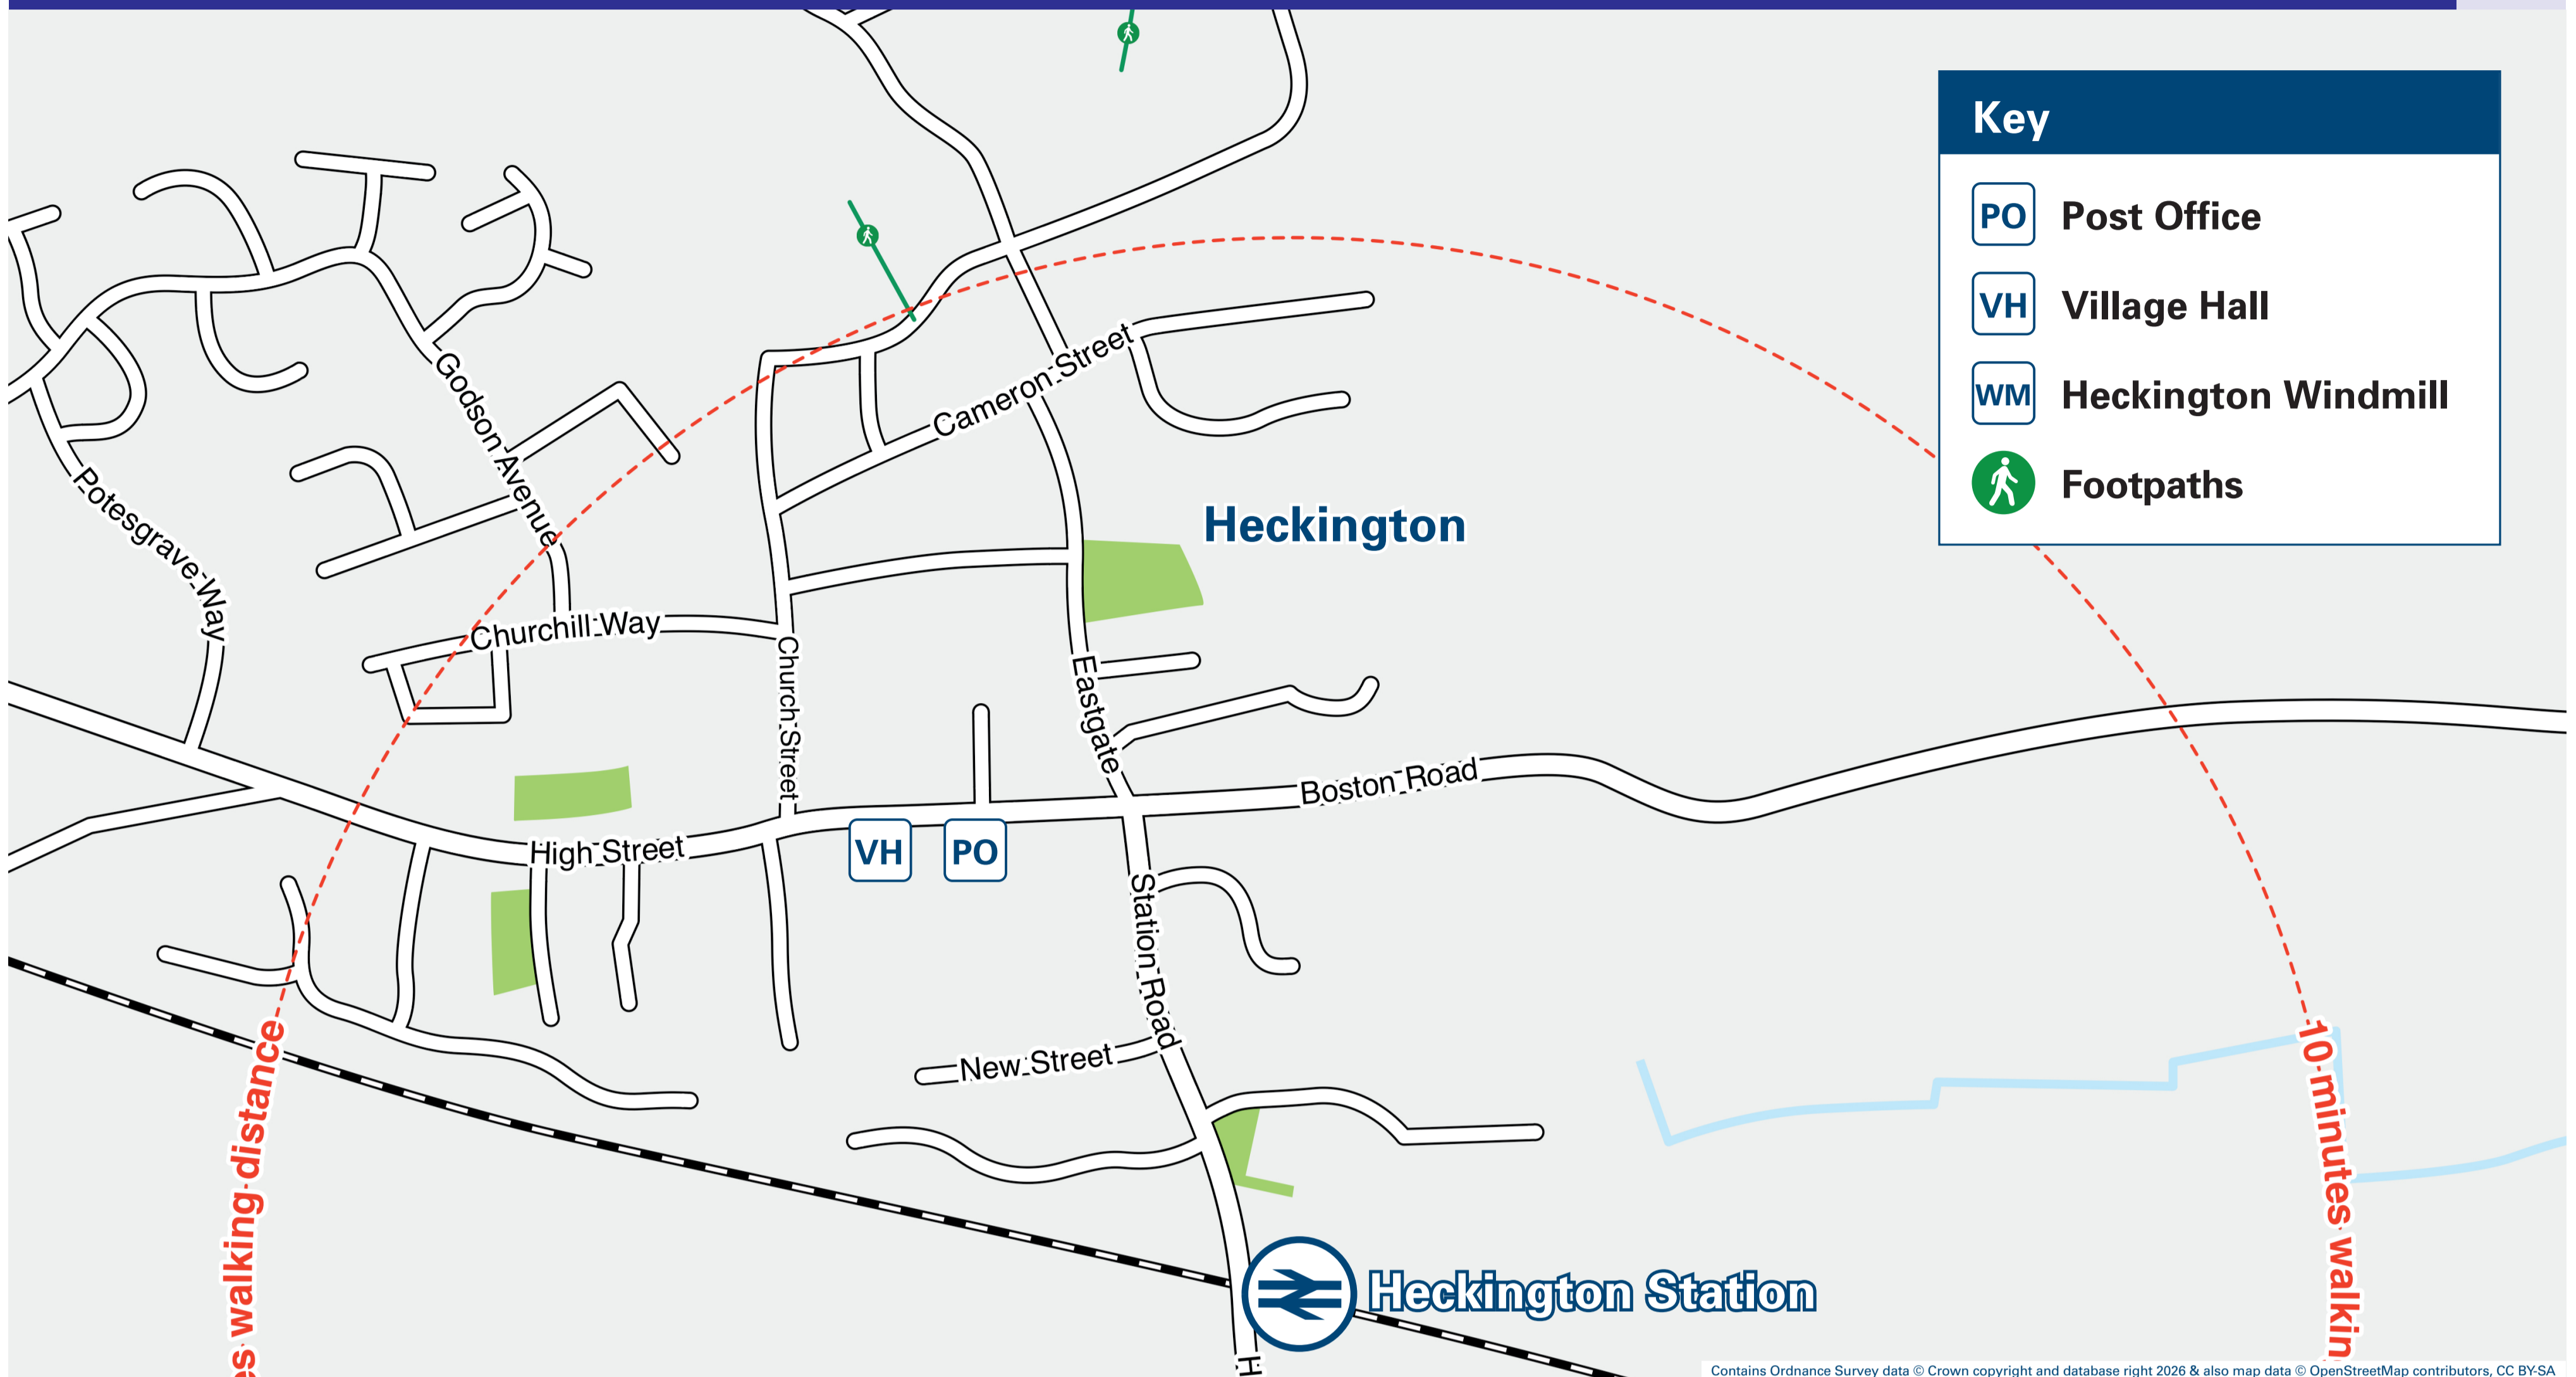 Key
PO Post Office
VH Village Hall
WM Heckington Windmill
Footpaths
Cameron Street
Godson Avenue
Potesgrave Way
Heckington
Churchill Way
Church Street
Eastgate
Boston Road
High Street
VH
PO
Station Road
New Street
es walking distance
10 minutes walkin
Heckington Station
H
Contains Ordnance Survey data © Crown copyright and database right 2026 & also map data © OpenStreetMap contributors, CC BY-SA